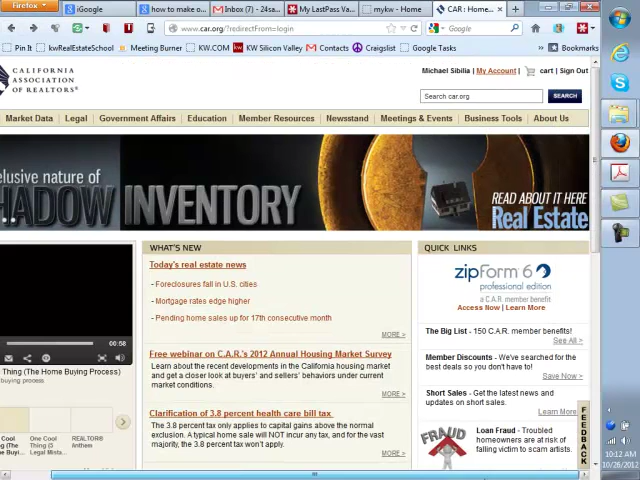 Firefox
iGoogle
how to make o...
Inbox (7) - 24sa...
My LastPass Va...
mykw - Home
CAR : Home...
www.car.org/?redirectFrom=login
Google
Pin It
kwRealEstateSchool
Meeting Burner
KW.COM
KW Silicon Valley
Contacts
Craigslist
Google Tasks
Bookmarks
CALIFORNIA
ASSOCIATION
OF REALTORS®
Michael Sibilia | My Account |
cart | Sign Out
Search car.org
SEARCH
Market Data
Legal
Government Affairs
Education
Member Resources
Newsstand
Meetings & Events
Business Tools
About Us
elusive nature of
HADOW INVENTORY
READ ABOUT IT HERE
Real Estate
WHAT'S NEW
Today's real estate news
- Foreclosures fall in U.S. cities
- Mortgage rates edge higher
- Pending home sales up for 17th consecutive month
MORE >
Free webinar on C.A.R.'s 2012 Annual Housing Market Survey
Learn about the recent developments in the California housing market
and get a closer look at buyers' and sellers' behaviors under current
market conditions.
MORE >
Clarification of 3.8 percent health care bill tax
The 3.8 percent tax only applies to capital gains above the normal
exclusion. A typical home sale will NOT incur any tax, and for the vast
majority, the 3.8 percent tax won't apply.
MORE >
QUICK LINKS
zipForm 6
professional edition
a C.A.R. member benefit
Access Now | Learn More
The Big List - 150 C.A.R. member benefits!
See All >
Member Discounts - We've searched for the
best deals so you don't have to!
Save Now >
Short Sales - Get the latest news and
updates on short sales.
Learn More
FRAUD
Loan Fraud - Troubled
homeowners are at risk of
falling victim to scam artists.
FEEDBACK
00:58
Thing (The Home Buying Process)
buying process
Cool
Thing (The
One Cool
Thing (5
Legal Mista...
REALTOR®
Anthem
10:12 AM
10/26/2012